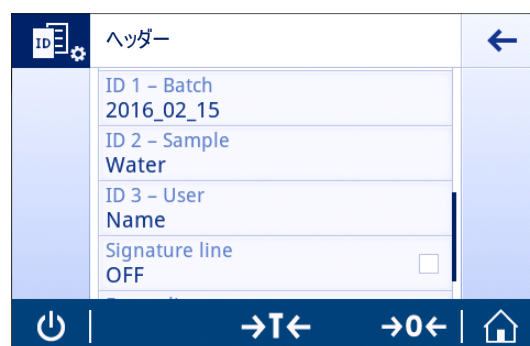 ID
ヘッダー
ID 1 – Batch
2016_02_15
ID 2 – Sample
Water
ID 3 – User
Name
Signature line
OFF
→T← →0←